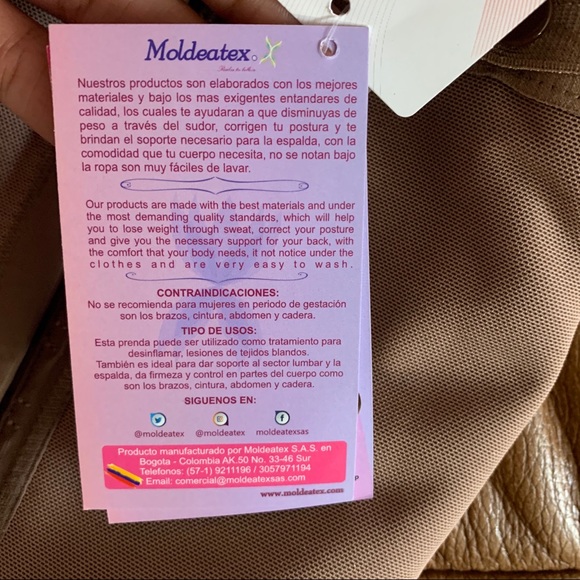 Moldeatex
Nuestros productos son elaborados con los mejores
materiales y bajo los mas exigentes entandares de
calidad, los cuales te ayudaran a que disminuyas de
peso a través del sudor, corrigen tu postura y te
brindan el soporte necesario para la espalda, con la
comodidad que tu cuerpo necesita, no se notan bajo
la ropa son muy fáciles de lavar.
Our products are made with the best materials and under
the most demanding quality standards, which will help
you to lose weight through sweat, correct your posture
and give you the necessary support for your back, with
the comfort that your body needs, it not notice under the
clothes and are very easy to wash.
CONTRAINDICACIONES:
No se recomienda para mujeres en periodo de gestación
son los brazos, cintura, abdomen y cadera.
TIPO DE USOS:
Esta prenda puede ser utilizado como tratamiento para
desinflamar, lesiones de tejidos blandos.
También es ideal para dar soporte al sector lumbar y la
espalda, da firmeza y control en partes del cuerpo como
son los brazos, cintura, abdomen y cadera.
SIGUENOS EN:
@moldeatex @moldeatex moldeatexsas
Producto manufacturado por Moldeatex S.A.S. en
Bogota - Colombia AK.50 No. 33-46 Sur
Telefonos: (57-1) 9211196 / 3057971194
Email: comercial@moldeatexsas.com
www.moldeatex.com
P